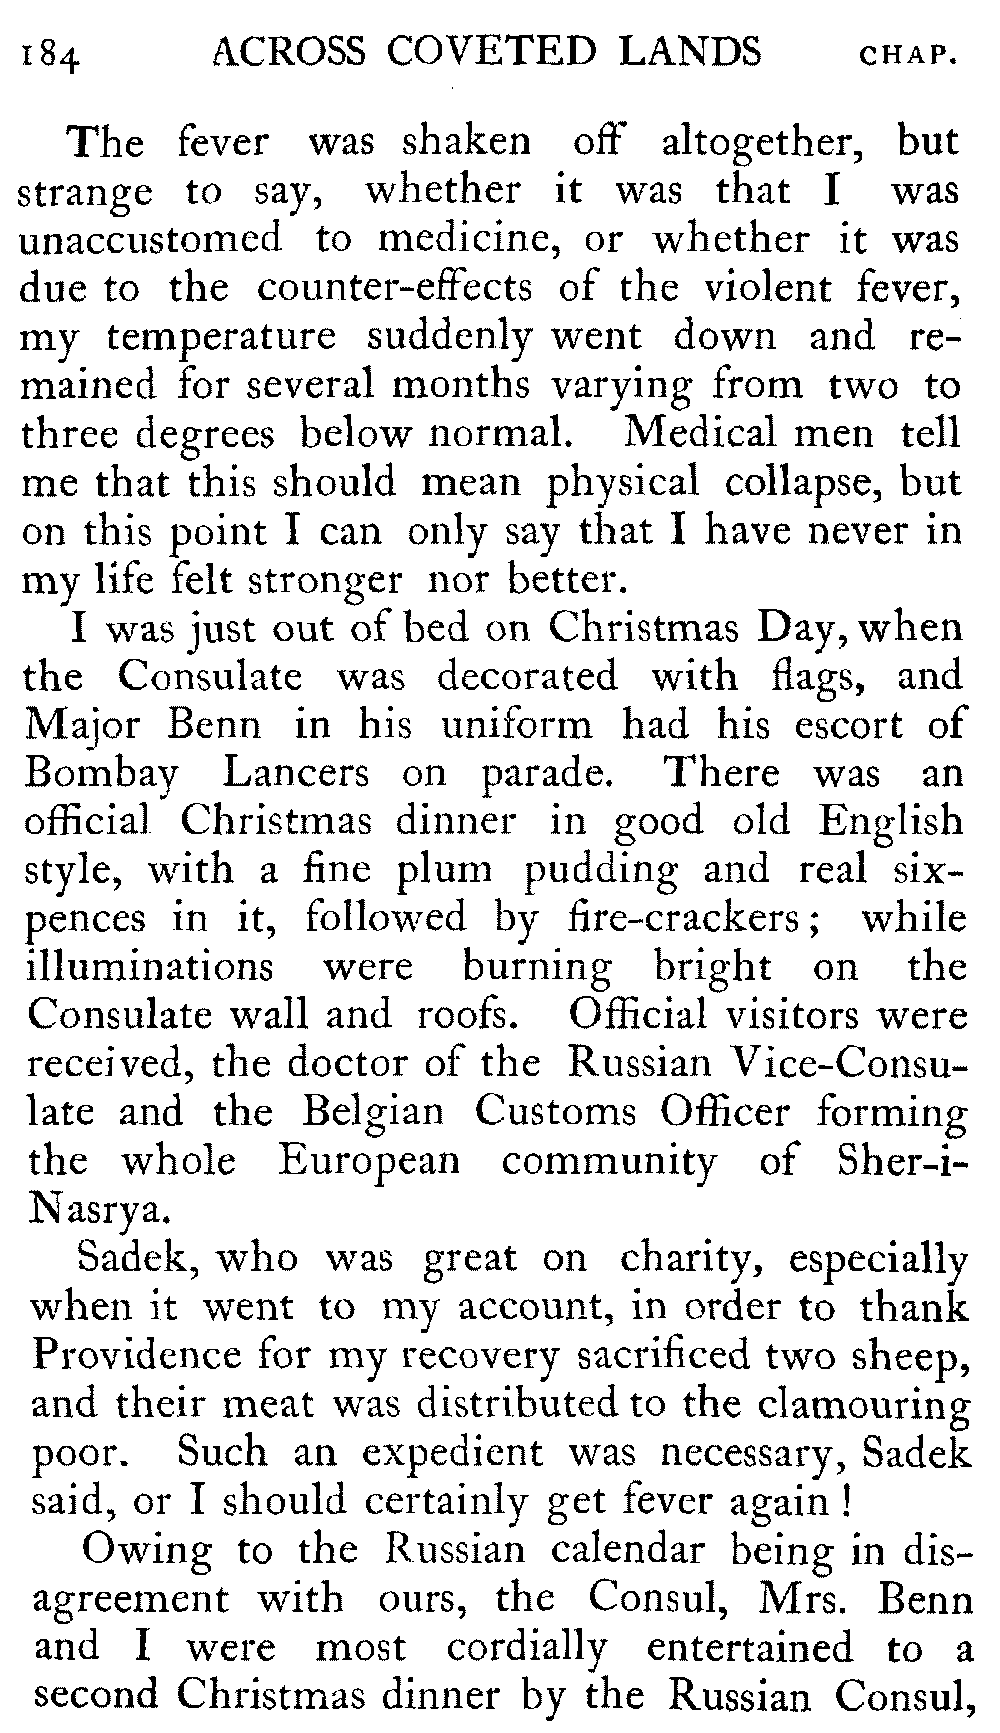 184 ACROSS COVETED LANDS CHAP.
The fever was shaken off altogether, but
strange to say, whether it was that I was
unaccustomed to medicine, or whether it was
due to the counter-effects of the violent fever,
my temperature suddenly went down and re-
mained for several months varying from two to
three degrees below normal. Medical men tell
me that this should mean physical collapse, but
on this point I can only say that I have never in
my life felt stronger nor better.
I was just out of bed on Christmas Day, when
the Consulate was decorated with flags, and
Major Benn in his uniform had his escort of
Bombay Lancers on parade. There was an
official Christmas dinner in good old English
style, with a fine plum pudding and real six-
pences in it, followed by fire-crackers; while
illuminations were burning bright on the
Consulate wall and roofs. Official visitors were
received, the doctor of the Russian Vice-Consu-
late and the Belgian Customs Officer forming
the whole European community of Sher-i-
Nasrya.
Sadek, who was great on charity, especially
when it went to my account, in order to thank
Providence for my recovery sacrificed two sheep,
and their meat was distributed to the clamouring
poor. Such an expedient was necessary, Sadek
said, or I should certainly get fever again!
Owing to the Russian calendar being in dis-
agreement with ours, the Consul, Mrs. Benn
and I were most cordially entertained to a
second Christmas dinner by the Russian Consul,